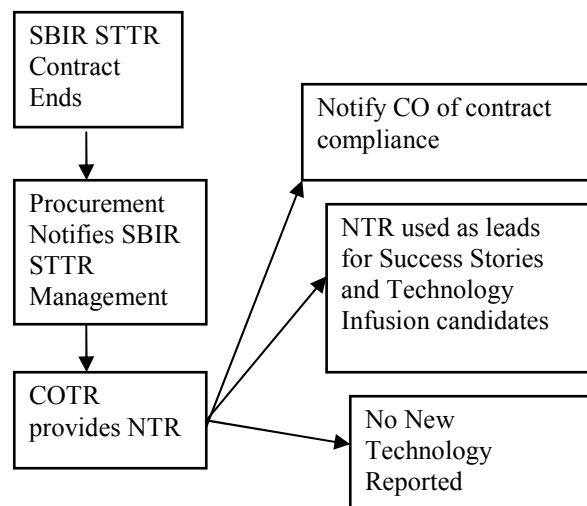 SBIR STTR
Contract
Ends
Procurement
Notifies SBIR
STTR
Management
COTR
provides NTR
Notify CO of contract
compliance
NTR used as leads
for Success Stories
and Technology
Infusion candidates
No New
Technology
Reported